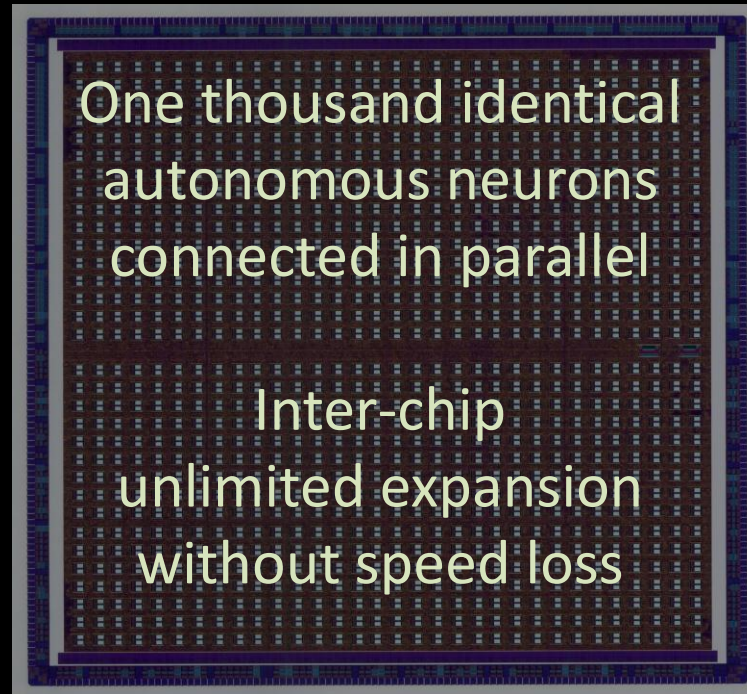 One thousand identical
autonomous neurons
connected in parallel
Inter-chip
unlimited expansion
without speed loss